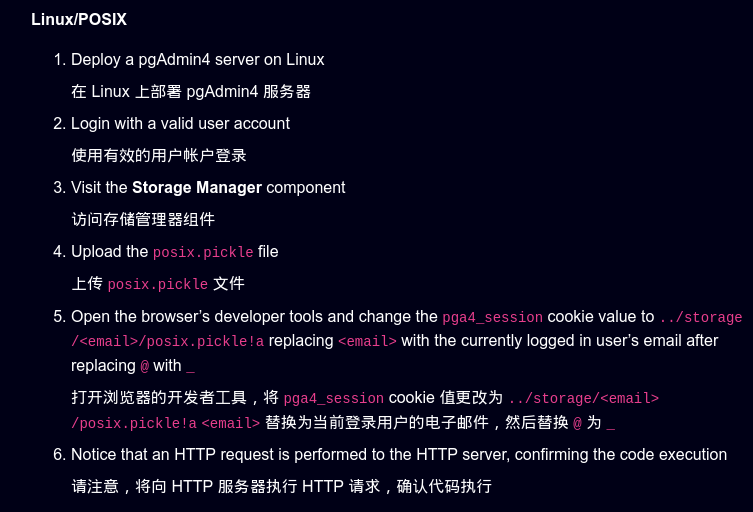 Linux/POSIX
1. Deploy a pgAdmin4 server on Linux
在 Linux 上部署 pgAdmin4 服务器
2. Login with a valid user account
使用有效的用户帐户登录
3. Visit the Storage Manager component
访问存储管理器组件
4. Upload the posix.pickle file
上传 posix.pickle 文件
5. Open the browser’s developer tools and change the pga4_session cookie value to ../storage
/<email>/posix.pickle!a replacing <email> with the currently logged in user’s email after
replacing @ with _
打开浏览器的开发者工具，将 pga4_session cookie 值更改为 ../storage/<email>
/posix.pickle!a <email> 替换为当前登录用户的电子邮件，然后替换 @ 为 _
6. Notice that an HTTP request is performed to the HTTP server, confirming the code execution
请注意，将向 HTTP 服务器执行 HTTP 请求，确认代码执行